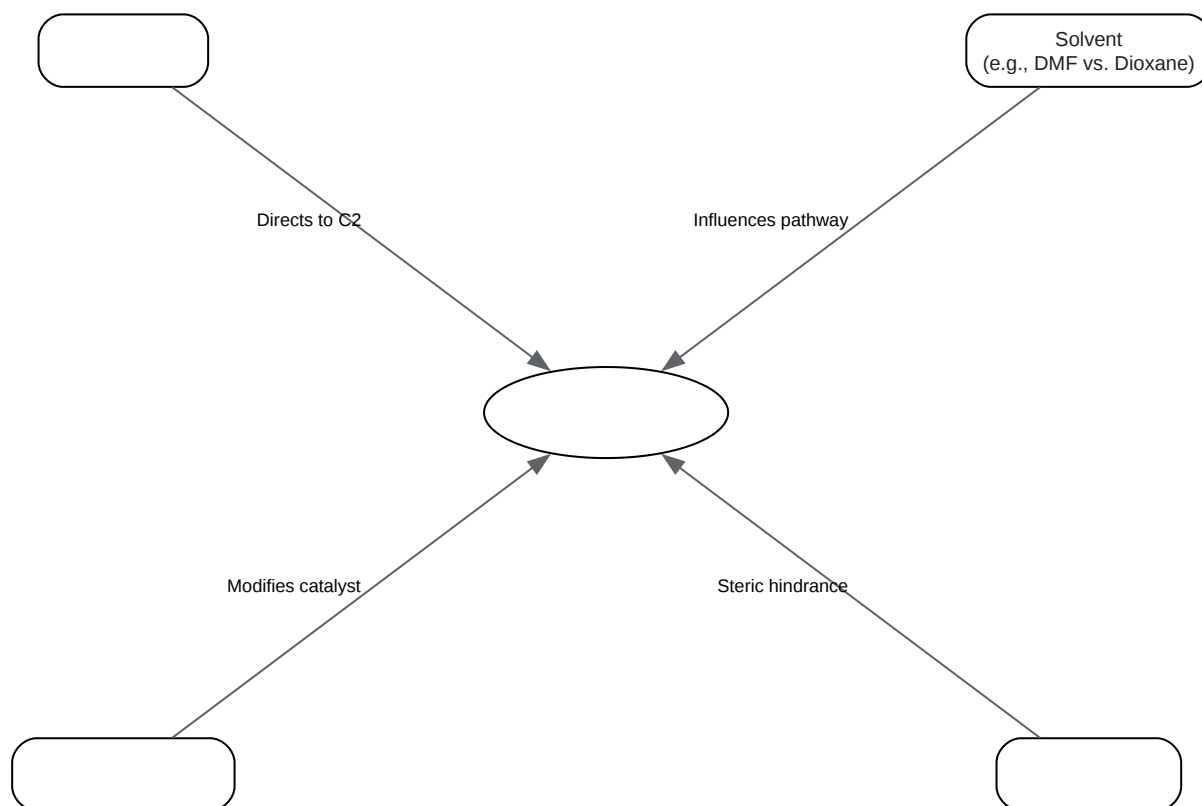 Solvent
(e.g., DMF vs. Dioxane)
Directs to C2
Influences pathway
Modifies catalyst
Steric hindrance